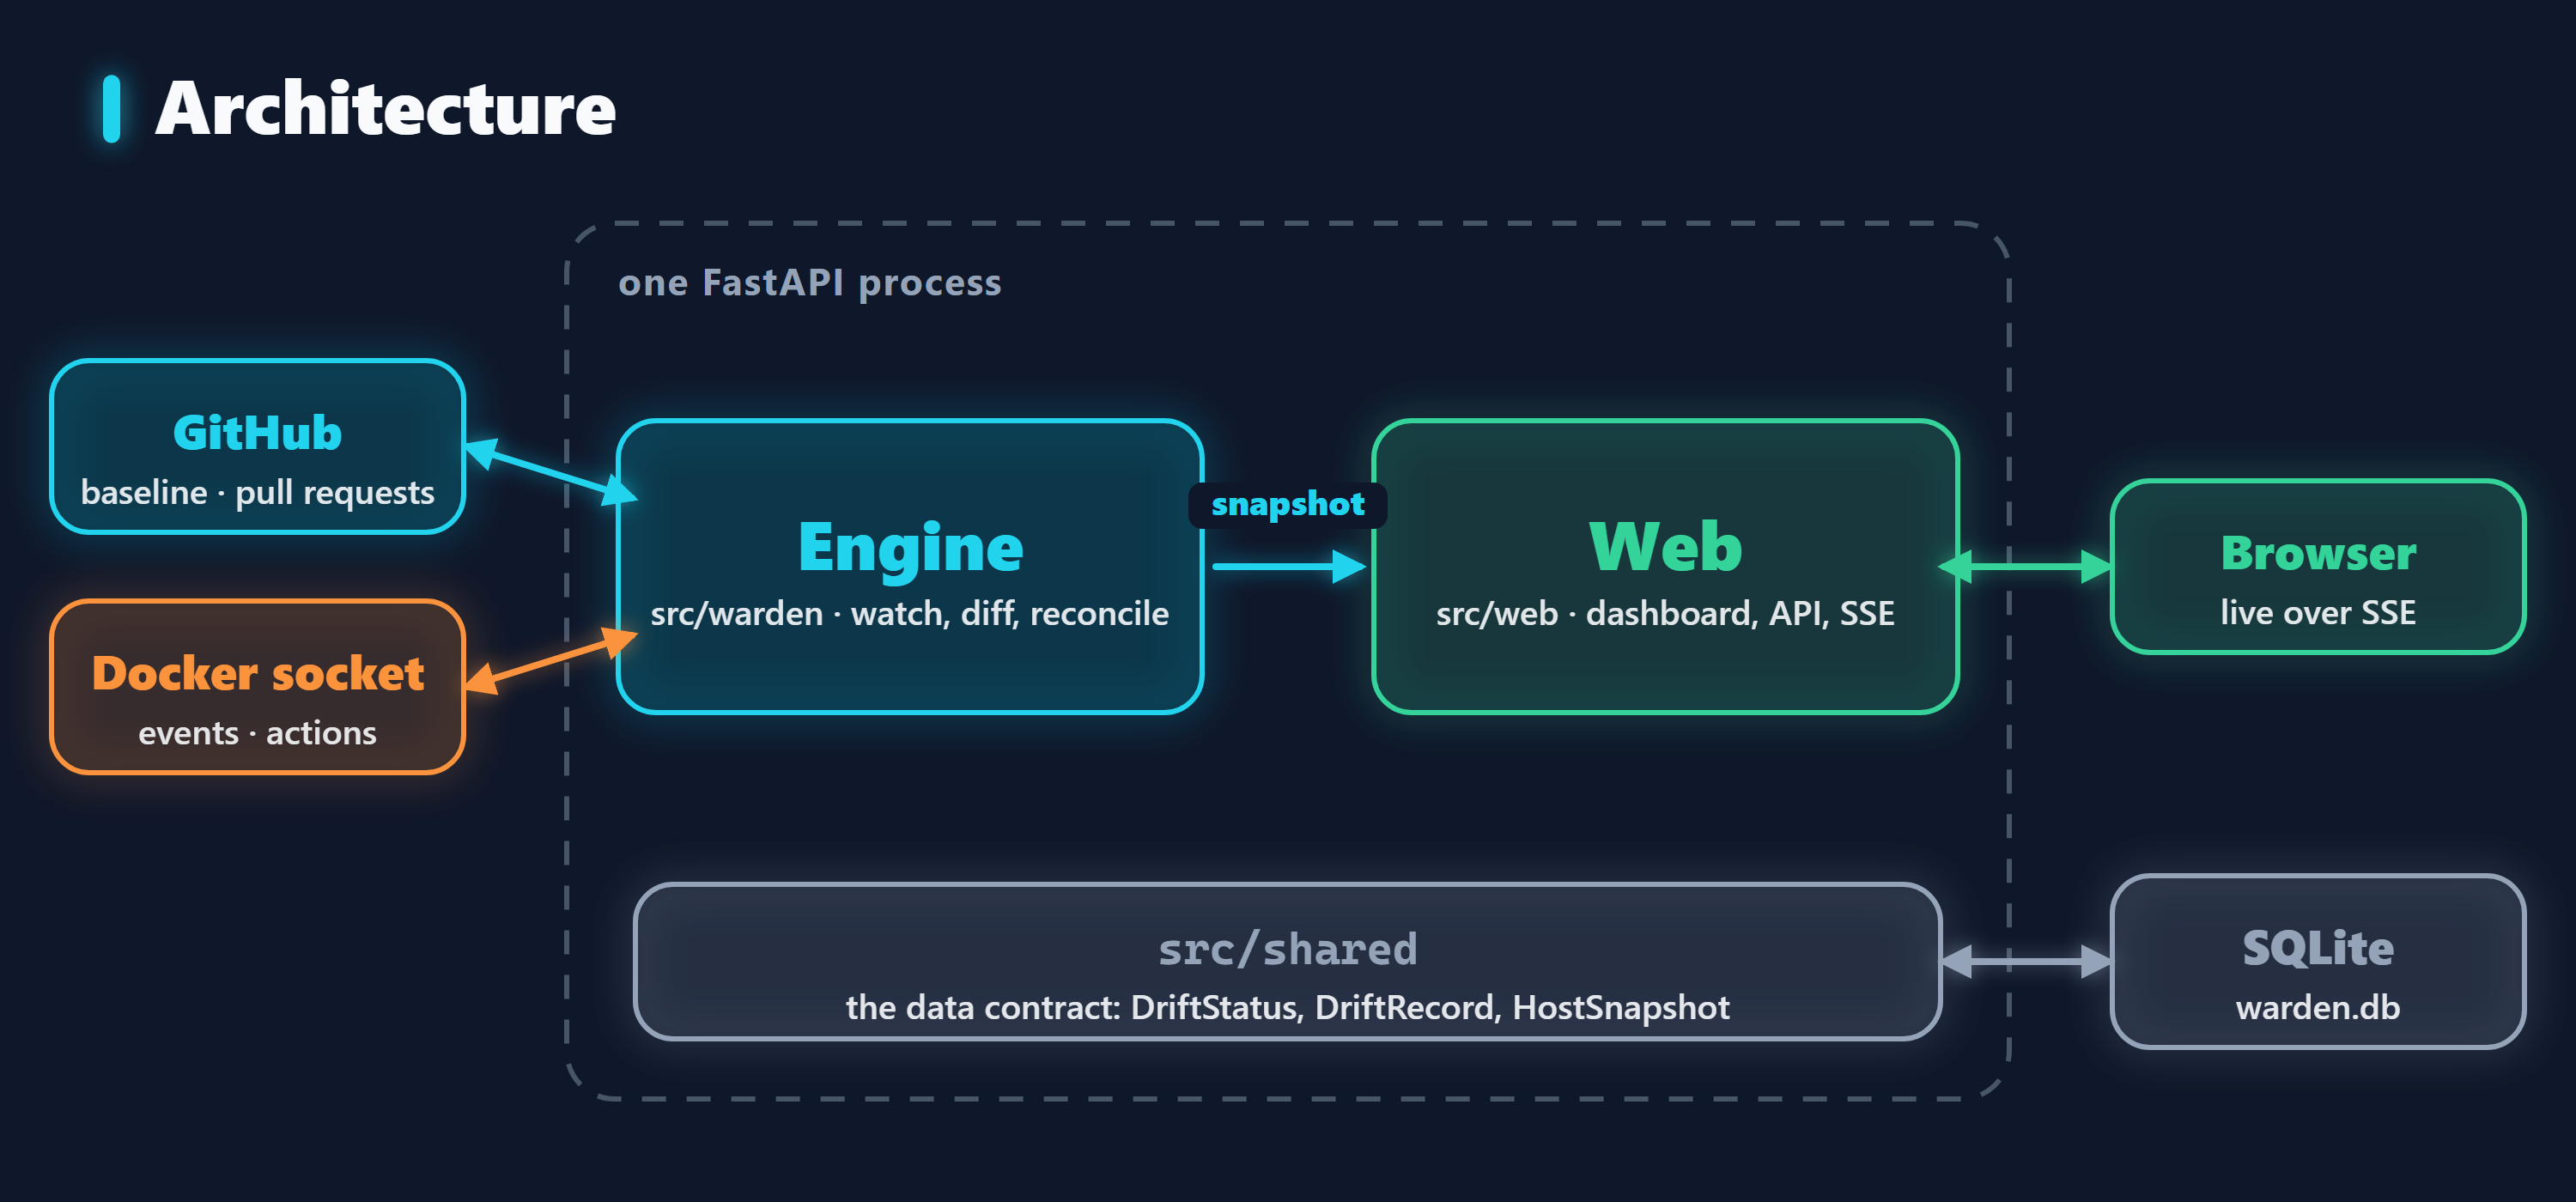 Architecture
one FastAPI process
GitHub
baseline · pull requests
Docker socket
events · actions
Engine
src/warden · watch, diff, reconcile
snapshot
Web
src/web · dashboard, API, SSE
Browser
live over SSE
src/shared
the data contract: DriftStatus, DriftRecord, HostSnapshot
SQLite
warden.db